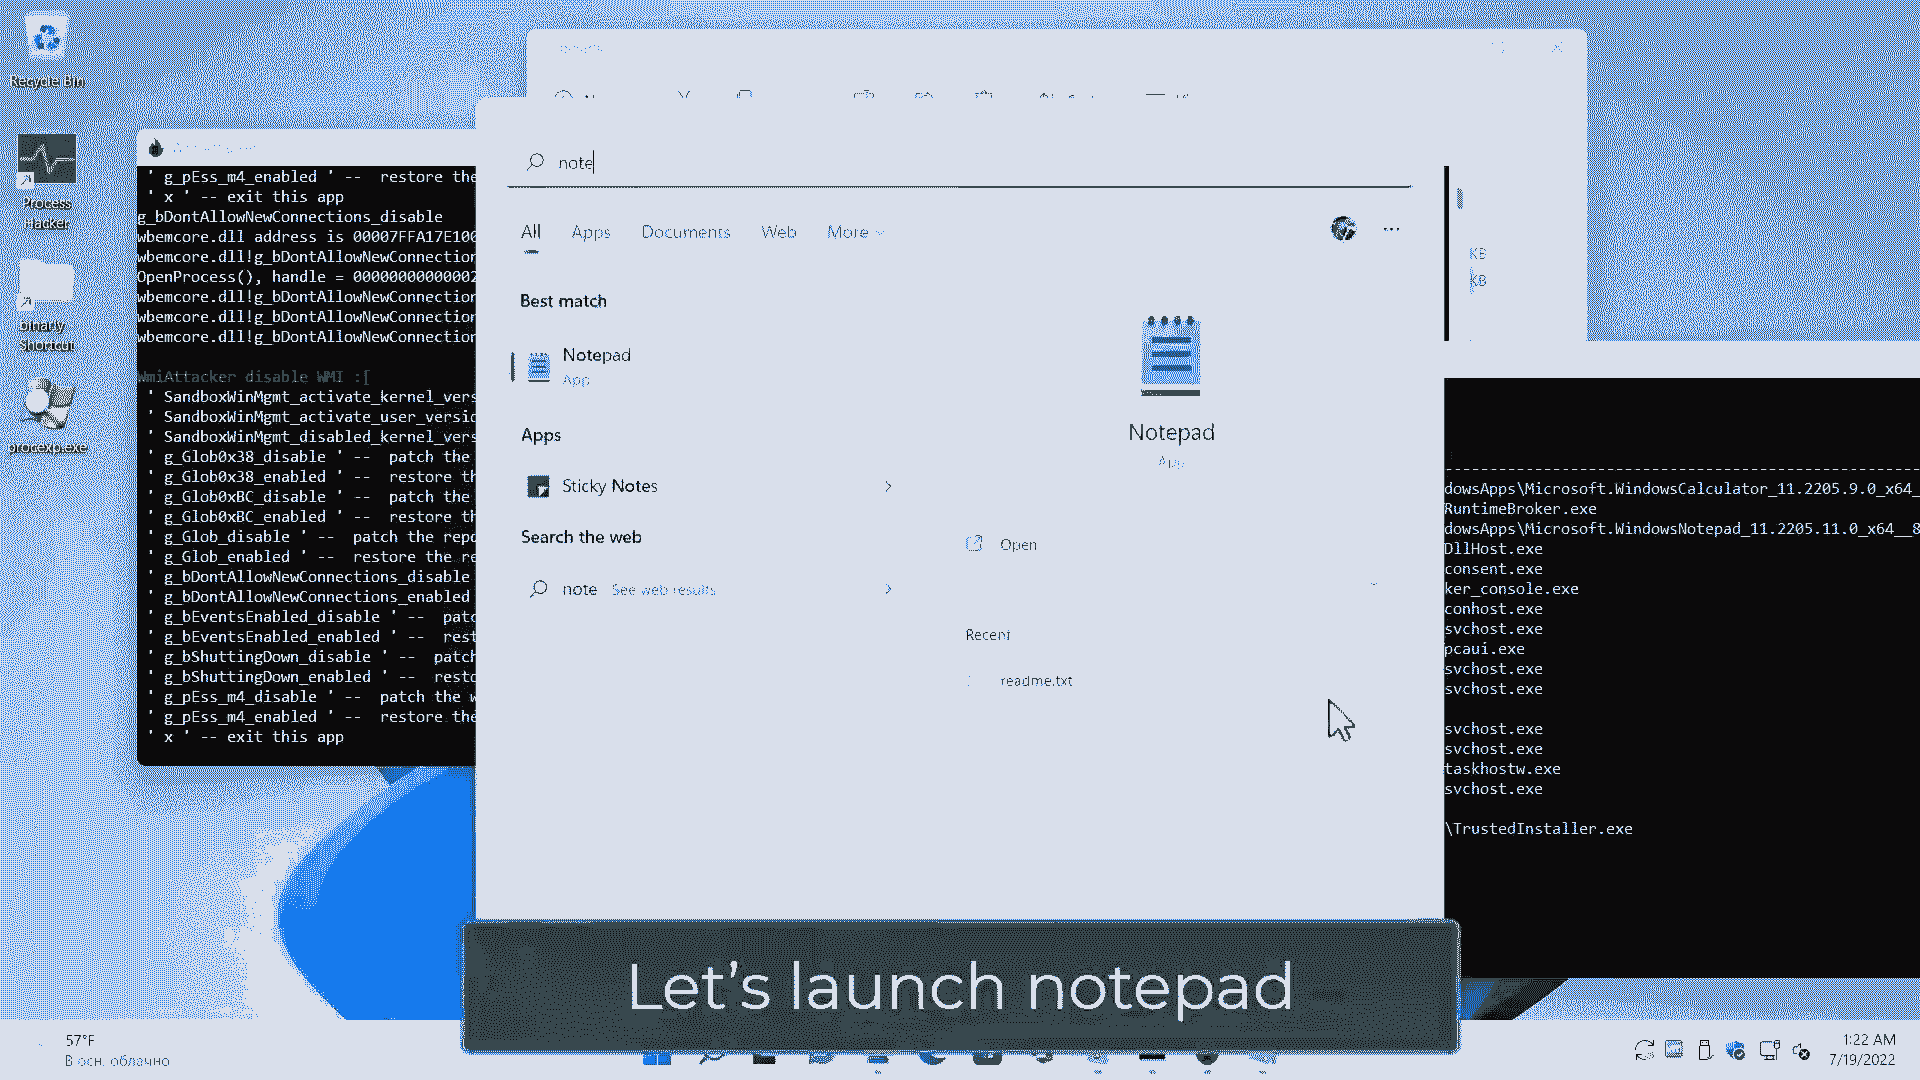 Recycle Bin
Process
Hacker
binarly
Shortcut
procexp.exe
' g_pEss_m4_enabled ' --  restore the
' x ' -- exit this app
g_bDontAllowNewConnections_disable
wbemcore.dll address is 00007FFA17E100
wbemcore.dll!g_bDontAllowNewConnection
OpenProcess(), handle = 00000000000002
wbemcore.dll!g_bDontAllowNewConnection
wbemcore.dll!g_bDontAllowNewConnection
wbemcore.dll!g_bDontAllowNewConnection
WmiAttacker disable WMI :[
' SandboxWinMgmt_activate_kernel_vers
' SandboxWinMgmt_activate_user_versio
' SandboxWinMgmt_disabled_kernel_vers
' g_Glob0x38_disable ' --  patch the
' g_Glob0x38_enabled ' --  restore th
' g_Glob0xBC_disable ' --  patch the
' g_Glob0xBC_enabled ' --  restore th
' g_Glob_disable ' --  patch the repo
' g_Glob_enabled ' --  restore the re
' g_bDontAllowNewConnections_disable
' g_bDontAllowNewConnections_enabled
' g_bEventsEnabled_disable ' --  patc
' g_bEventsEnabled_enabled ' --  rest
' g_bShuttingDown_disable ' --  patch
' g_bShuttingDown_enabled ' --  resto
' g_pEss_m4_disable ' --  patch the w
' g_pEss_m4_enabled ' --  restore the
' x ' -- exit this app
note
All Apps Documents Web More
Best match
Notepad
App
Apps
Sticky Notes
Search the web
note See web results
Notepad
App
Open
Recent
readme.txt
KB
KB
dowsApps\Microsoft.WindowsCalculator_11.2205.9.0_x64_
RuntimeBroker.exe
dowsApps\Microsoft.WindowsNotepad_11.2205.11.0_x64__8
DllHost.exe
consent.exe
ker_console.exe
conhost.exe
svchost.exe
pcaui.exe
svchost.exe
svchost.exe
svchost.exe
svchost.exe
taskhostw.exe
svchost.exe
\TrustedInstaller.exe
Let's launch notepad
57°F
В осн. облачно
1:22 AM
7/19/2022